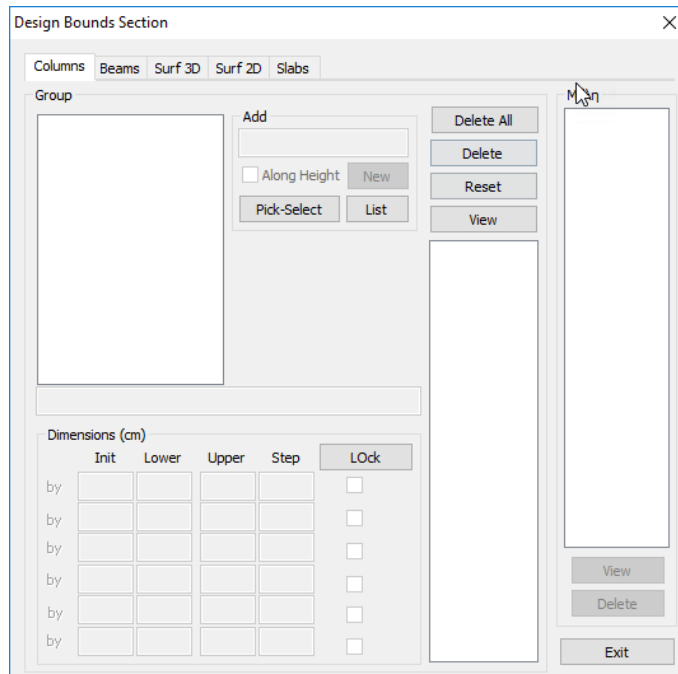 Design Bounds Section
Columns Beams Surf 3D Surf 2D Slabs
Group
Add
Along Height New
Pick-Select List
Delete All
Delete
Reset
View
Dimensions (cm)
Init Lower Upper Step LOck
by
by
by
by
by
by
View
Delete
Exit